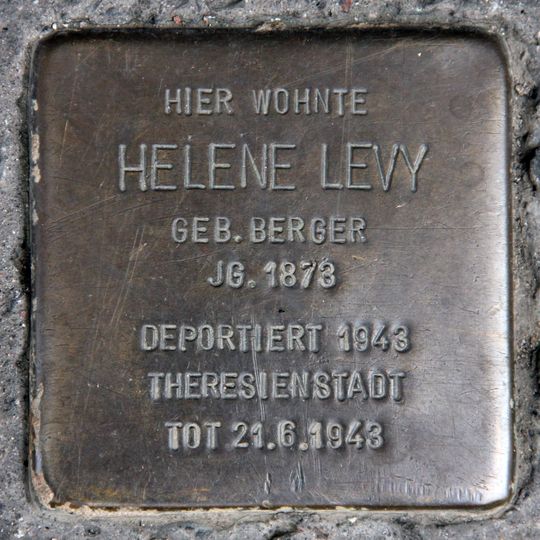 HIER WOHNTE
HELENE LEVY
GEB. BERGER
JG. 1873
DEPORTIERT 1943
THERESIENSTADT
TOT 21.6.1943